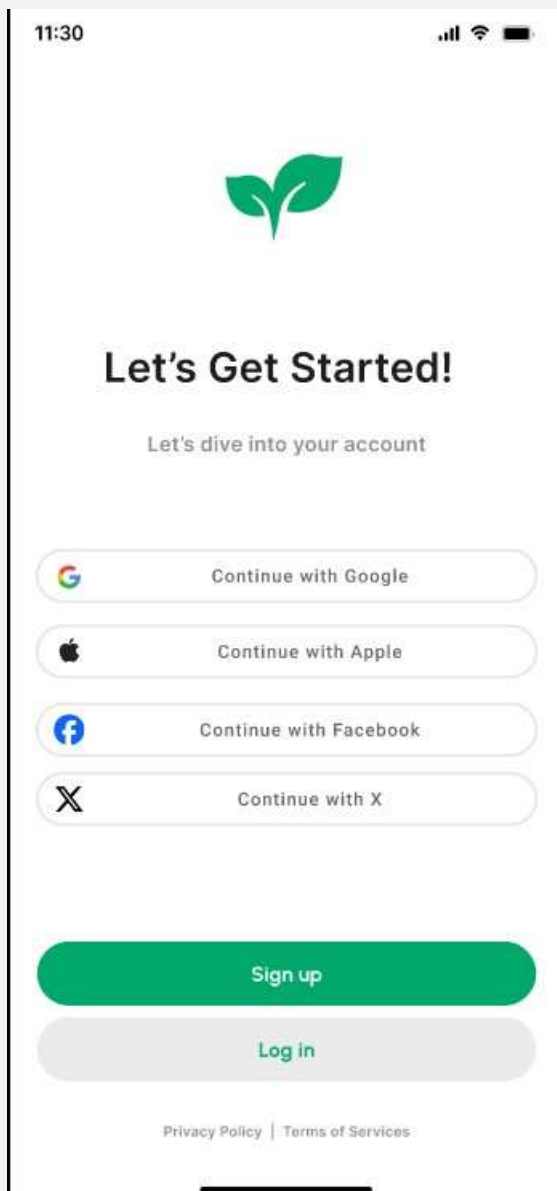 11:30
Let’s Get Started!
Let’s dive into your account
Continue with Google
Continue with Apple
Continue with Facebook
Continue with X
Sign up
Log in
Privacy Policy | Terms of Services